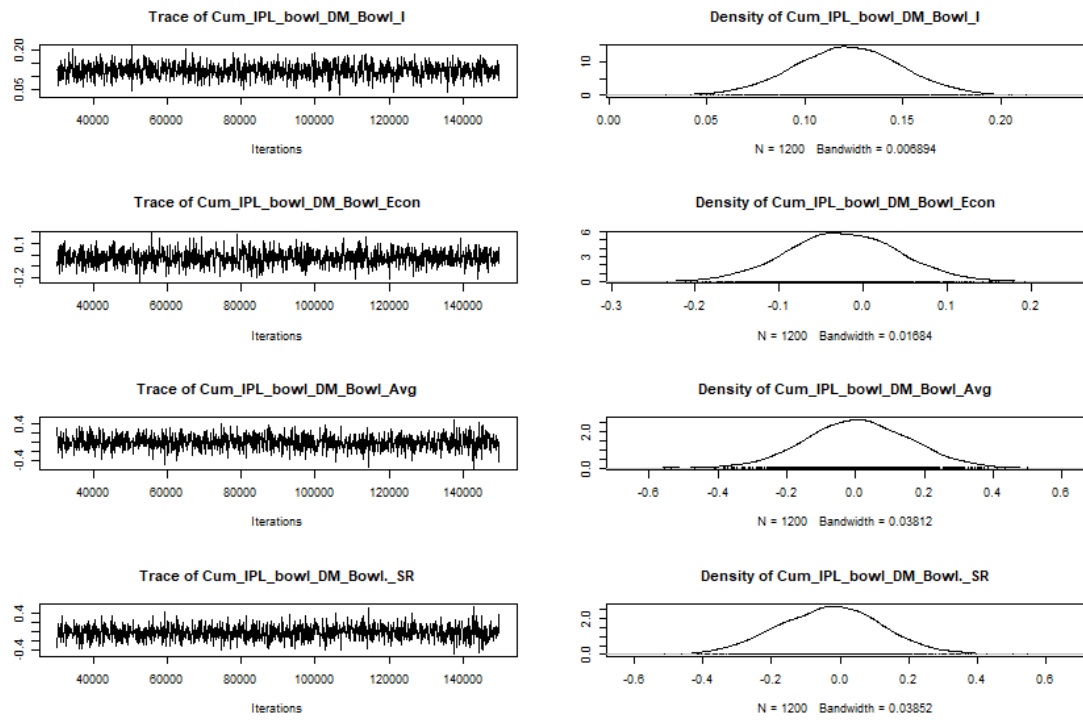 Trace of Cum_IPL_bowl_DM_Bowl_I
0.05 0.20
40000 60000 80000 100000 120000 140000
Iterations
Density of Cum_IPL_bowl_DM_Bowl_I
0 10
0.00 0.05 0.10 0.15 0.20
N = 1200 Bandwidth = 0.006894
Trace of Cum_IPL_bowl_DM_Bowl_Econ
-0.2 0.1
40000 60000 80000 100000 120000 140000
Iterations
Density of Cum_IPL_bowl_DM_Bowl_Econ
0 3 6
-0.3 -0.1 0.0 0.1 0.2
N = 1200 Bandwidth = 0.01684
Trace of Cum_IPL_bowl_DM_Bowl_Avg
-0.4 0.4
40000 60000 80000 100000 120000 140000
Iterations
Density of Cum_IPL_bowl_DM_Bowl_Avg
0.0 2.0
-0.6 -0.4 -0.2 0.0 0.2 0.4 0.6
N = 1200 Bandwidth = 0.03812
Trace of Cum_IPL_bowl_DM_Bowl._SR
-0.4 0.4
40000 60000 80000 100000 120000 140000
Iterations
Density of Cum_IPL_bowl_DM_Bowl._SR
0.0 2.0
-0.6 -0.4 -0.2 0.0 0.2 0.4 0.6
N = 1200 Bandwidth = 0.03852